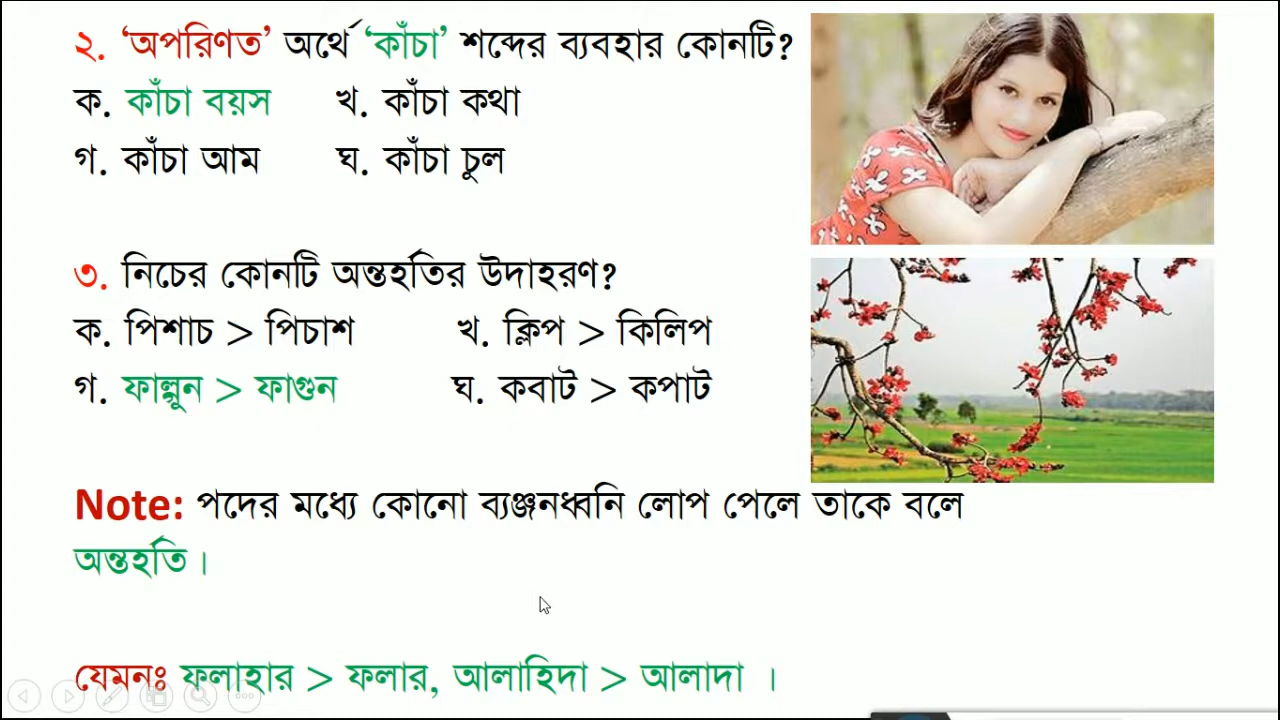 ২. ‘অপরিণত’ অর্থে ‘কাঁচা’ শব্দের ব্যবহার কোনটি?
ক. কাঁচা বয়স খ. কাঁচা কথা
গ. কাঁচা আম ঘ. কাঁচা চুল
৩. নিচের কোনটি অন্তর্হতির উদাহরণ?
ক. পিশাচ > পিচাশ খ. ক্লিপ > কিলিপ
গ. ফাল্গুন > ফাগুন ঘ. কবাট > কপাট
Note: পদের মধ্যে কোনো ব্যঞ্জনধ্বনি লোপ পেলে তাকে বলে
অন্তর্হতি।
যেমনঃ ফলাহার > ফলার, আলাহিদা > আলাদা ।